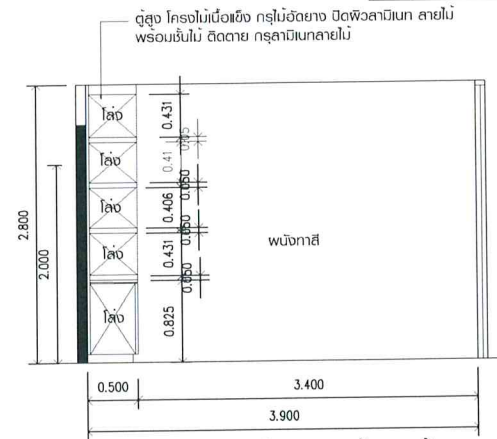 ตู้สูง โครงไม้เนื้อแข็ง กรุไม้อัดยาง ปิดผิวลามิเนท ลายไม้
พร้อมชั้นไม้ ติดตาย กรุลามิเนทลายไม้
โล่ง
0.431
0.05
โล่ง
0.41
0.050
โล่ง
0.406
2.800
2.000
0.050
พนังทาสี
โล่ง
0.431
0.050
โล่ง
0.825
0.500
3.400
3.900